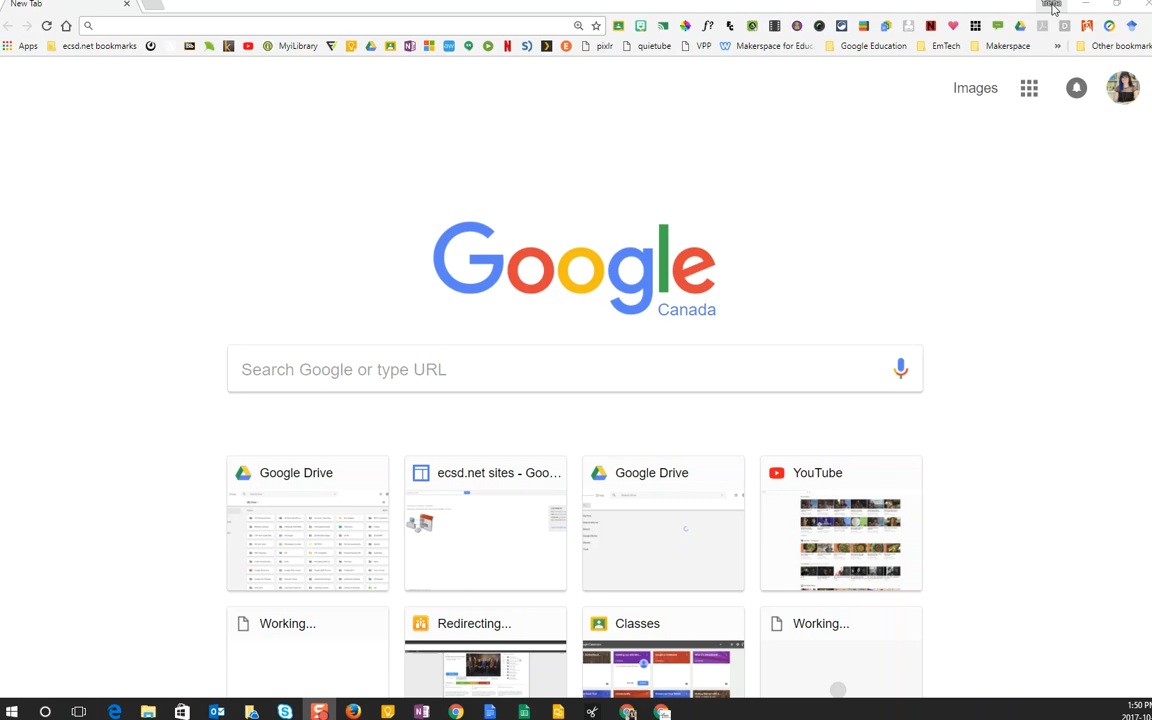 New Tab
Apps ecsd.net bookmarks MyLibrary pixlr quietube VPP Makerspace for Educ Google Education EmTech Makerspace » Other bookmark
Images
Google
Canada
Search Google or type URL
Google Drive ecsd.net sites - Goo... Google Drive YouTube
Working... Redirecting... Classes Working...
1:50 PM
2017-10-